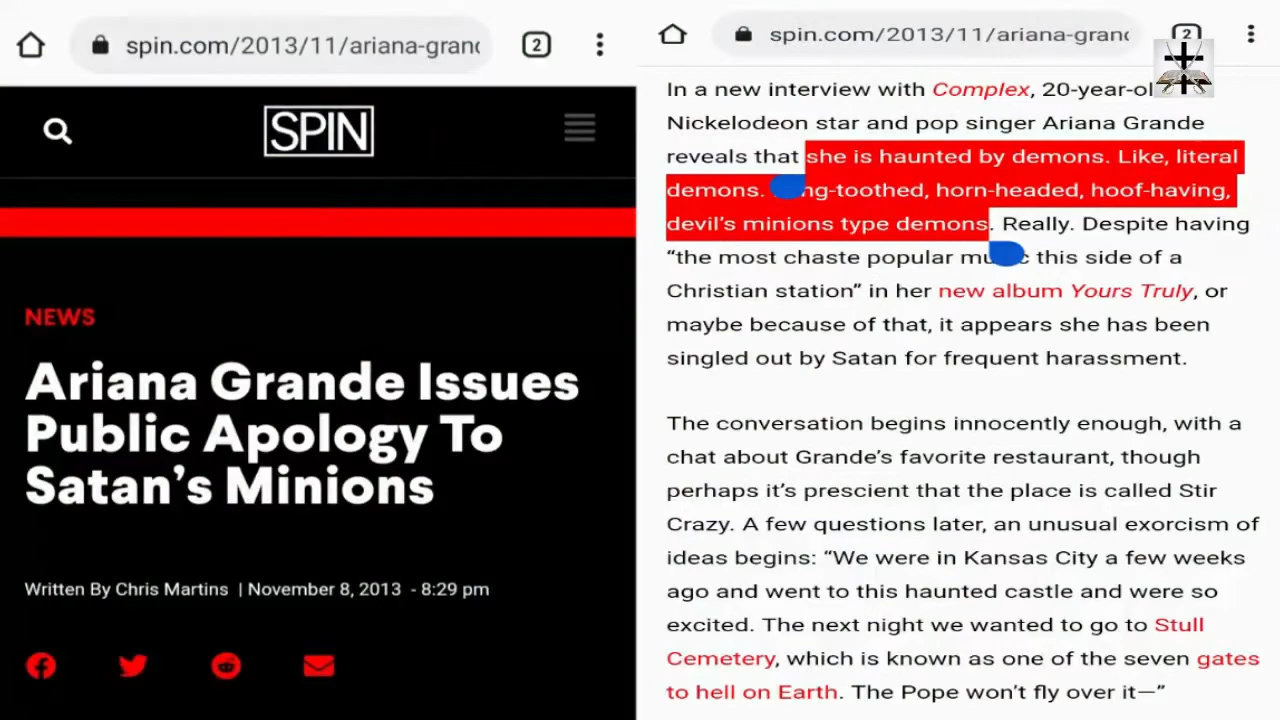 spin.com/2013/11/ariana-grand
2
SPIN
NEWS
Ariana Grande Issues
Public Apology To
Satan's Minions
Written By Chris Martins | November 8, 2013 - 8:29 pm
spin.com/2013/11/ariana-grand
2
In a new interview with Complex, 20-year-ol
Nickelodeon star and pop singer Ariana Grande
reveals that she is haunted by demons. Like, literal
demons. ng-toothed, horn-headed, hoof-having,
devil's minions type demons. Really. Despite having
“the most chaste popular mu c this side of a
Christian station” in her new album Yours Truly, or
maybe because of that, it appears she has been
singled out by Satan for frequent harassment.
The conversation begins innocently enough, with a
chat about Grande's favorite restaurant, though
perhaps it's prescient that the place is called Stir
Crazy. A few questions later, an unusual exorcism of
ideas begins: “We were in Kansas City a few weeks
ago and went to this haunted castle and were so
excited. The next night we wanted to go to Stull
Cemetery, which is known as one of the seven gates
to hell on Earth. The Pope won't fly over it—”